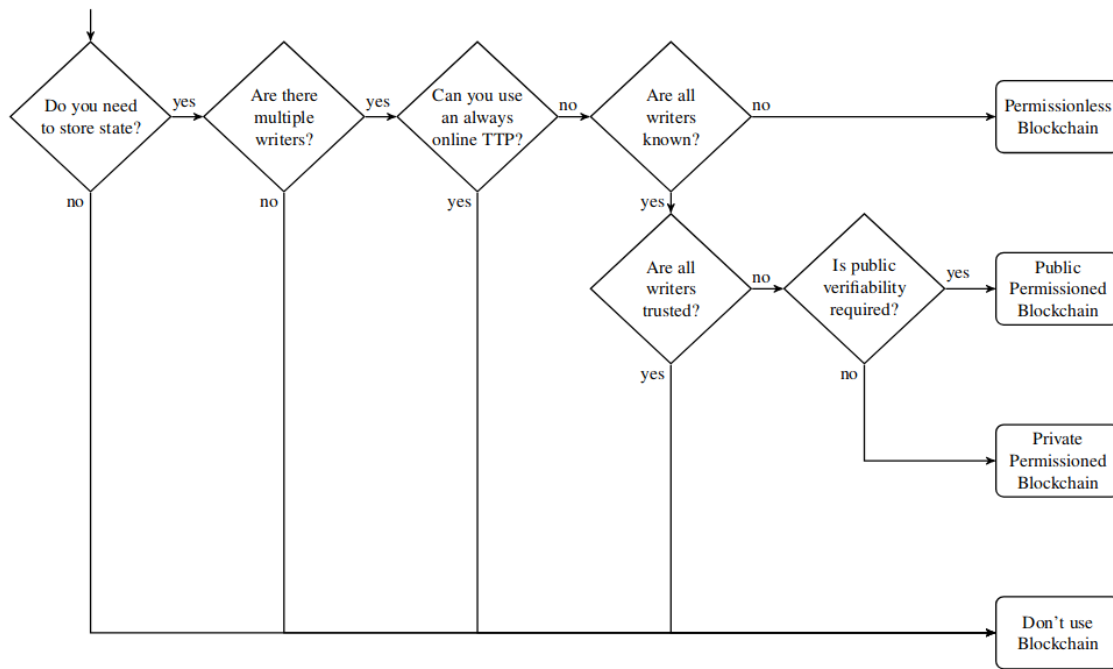 Do you need
to store state?
yes
no
Are there
multiple
writers?
yes
no
Can you use
an always
online TTP?
no
yes
Are all
writers
known?
no
yes
Permissionless
Blockchain
Are all
writers
trusted?
no
yes
Is public
verifiability
required?
yes
no
Public
Permissioned
Blockchain
Private
Permissioned
Blockchain
Don't use
Blockchain